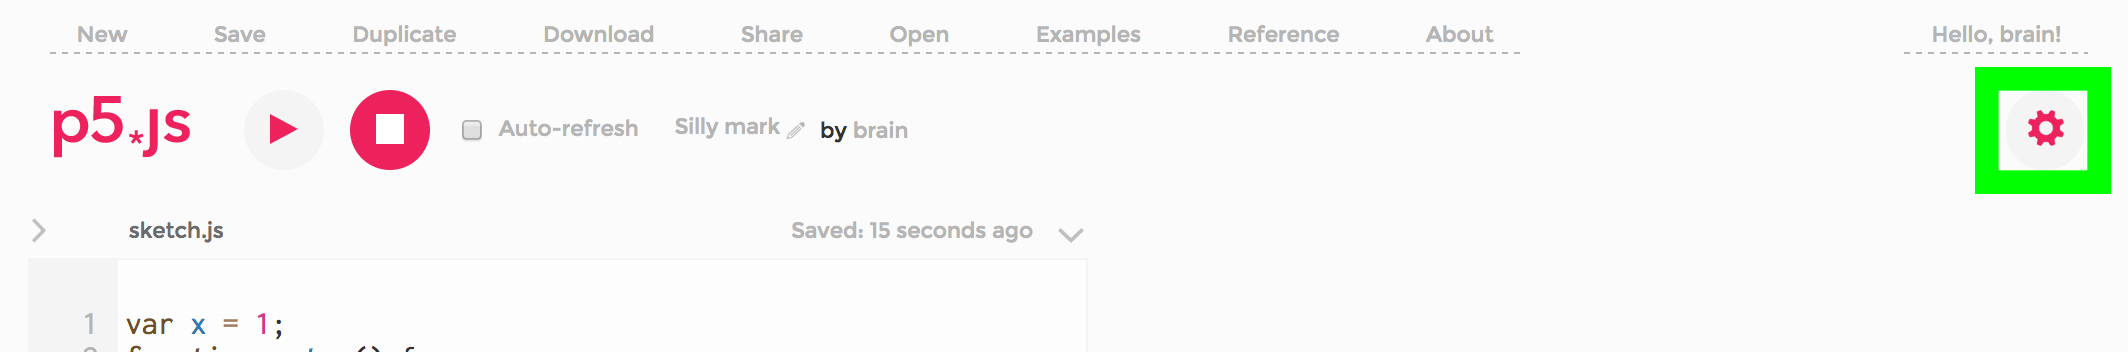 New Save Duplicate Download Share Open Examples Reference About Hello, brain!
p5*js Auto-refresh Silly mark by brain
sketch.js Saved: 15 seconds ago
1 var x = 1;